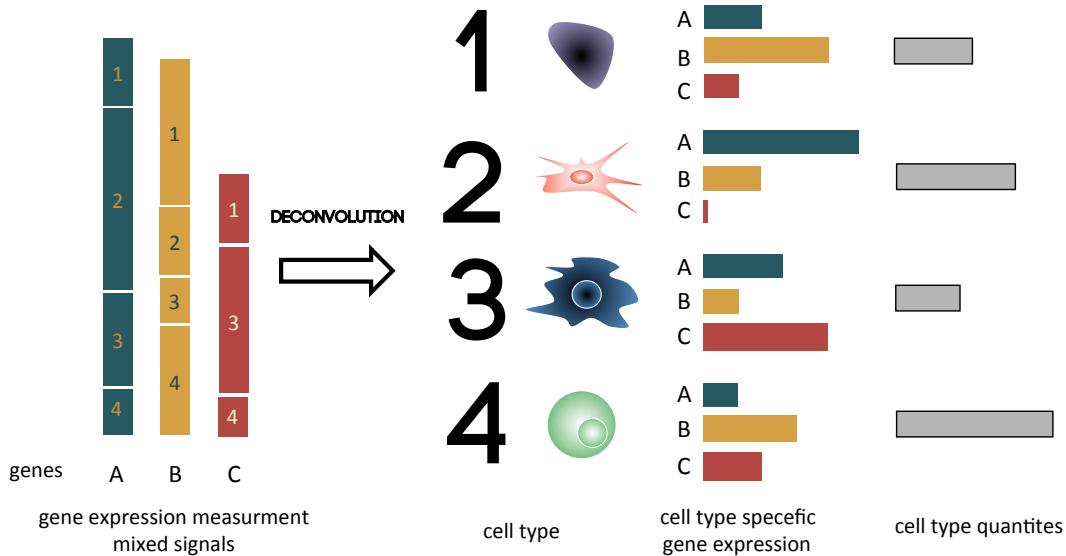 1
2
3
4
1
2
3
4
1
3
4
genes
A
B
C
gene expression measurment
mixed signals
DECONVOLUTION
1
A
B
C
2
A
B
C
3
A
B
C
4
A
B
C
cell type
cell type specefic
gene expression
cell type quantites